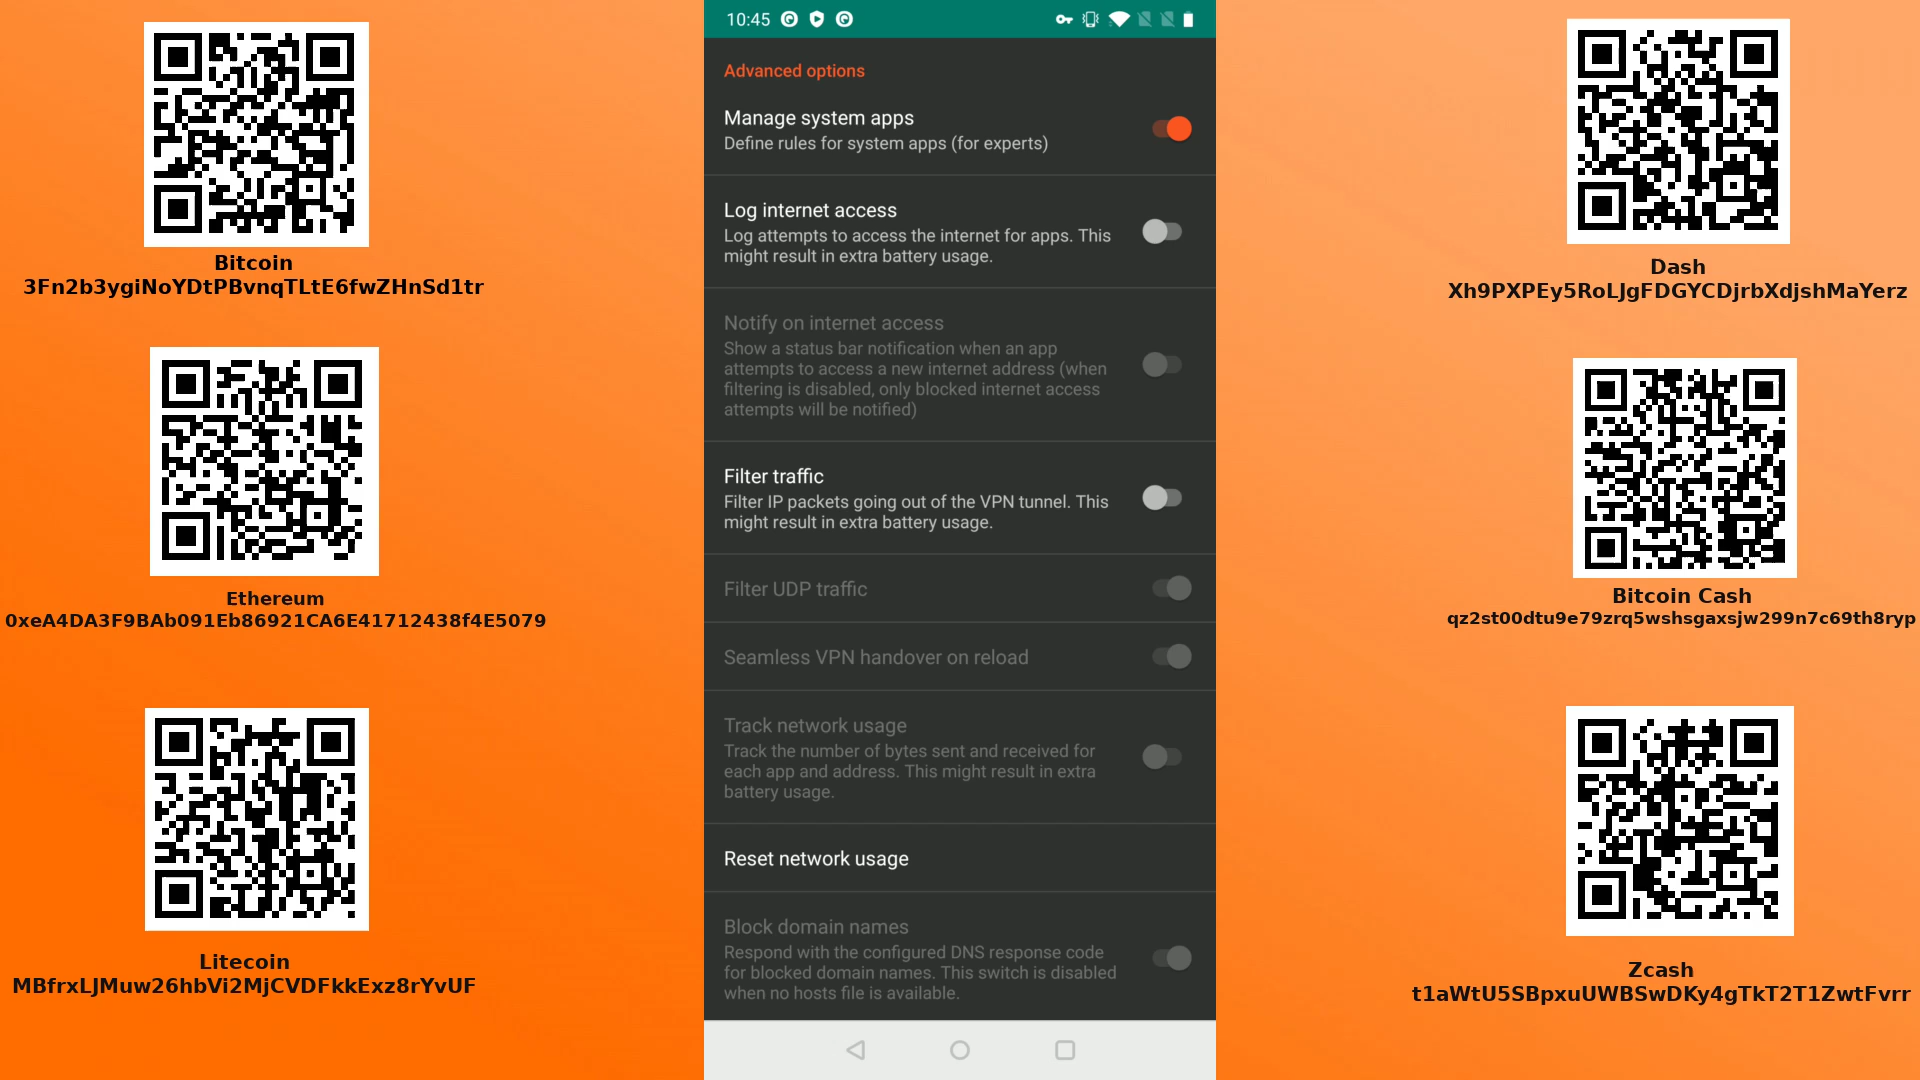 Bitcoin
3Fn2b3ygiNoYDtPBvnqTLtE6fwZHnSd1tr
Ethereum
0xeA4DA3F9BAb091Eb86921CA6E41712438f4E5079
Litecoin
MBfrxLJMuw26hbVi2MjCVDFkkExz8rYvUF
10:45
Advanced options
Manage system apps
Define rules for system apps (for experts)
Log internet access
Log attempts to access the internet for apps. This
might result in extra battery usage.
Notify on internet access
Show a status bar notification when an app
attempts to access a new internet address (when
filtering is disabled, only blocked internet access
attempts will be notified)
Filter traffic
Filter IP packets going out of the VPN tunnel. This
might result in extra battery usage.
Filter UDP traffic
Seamless VPN handover on reload
Track network usage
Track the number of bytes sent and received for
each app and address. This might result in extra
battery usage.
Reset network usage
Block domain names
Respond with the configured DNS response code
for blocked domain names. This switch is disabled
when no hosts file is available.
Dash
Xh9PXPEy5RoLJgFDGYCDjrbXdjshMaYerz
Bitcoin Cash
qz2st00dtu9e79zrq5wshsgaxsjw299n7c69th8ryp
Zcash
t1aWtU5SBpxuUWBSwDKy4gTkT2T1ZwtFvrr